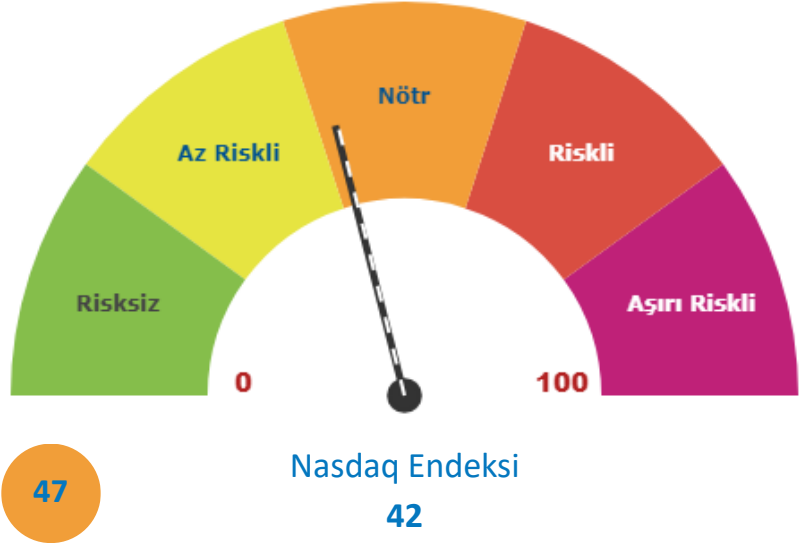 Nötr
Az Riskli
Riskli
Risksiz
Aşırı Riskli
0
100
Nasdaq Endeksi
47
42